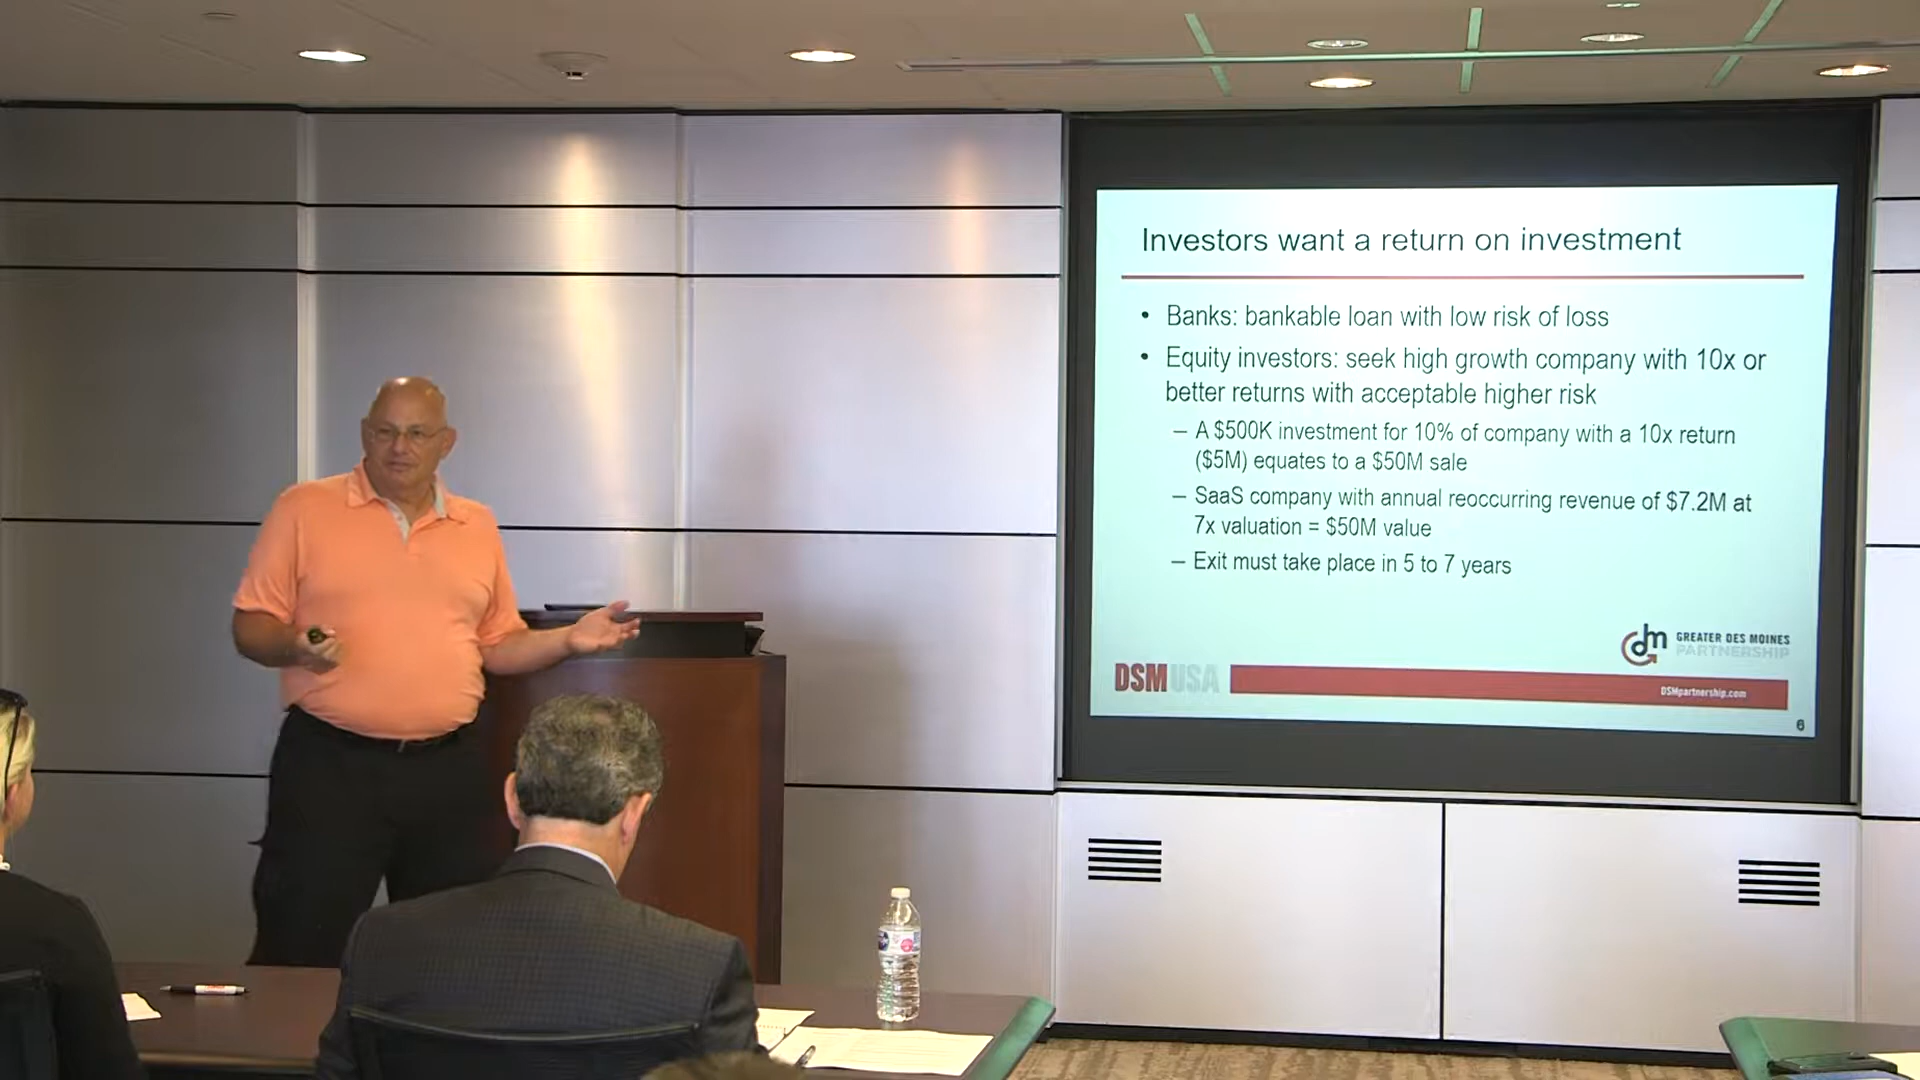 Investors want a return on investment
• Banks: bankable loan with low risk of loss
• Equity investors: seek high growth company with 10x or
better returns with acceptable higher risk
– A $500K investment for 10% of company with a 10x return
($5M) equates to a $50M sale
– SaaS company with annual reoccurring revenue of $7.2M at
7x valuation = $50M value
– Exit must take place in 5 to 7 years
dm
GREATER DES MOINES
PARTNERSHIP
DSMUSA
DSMpartnership.com
6